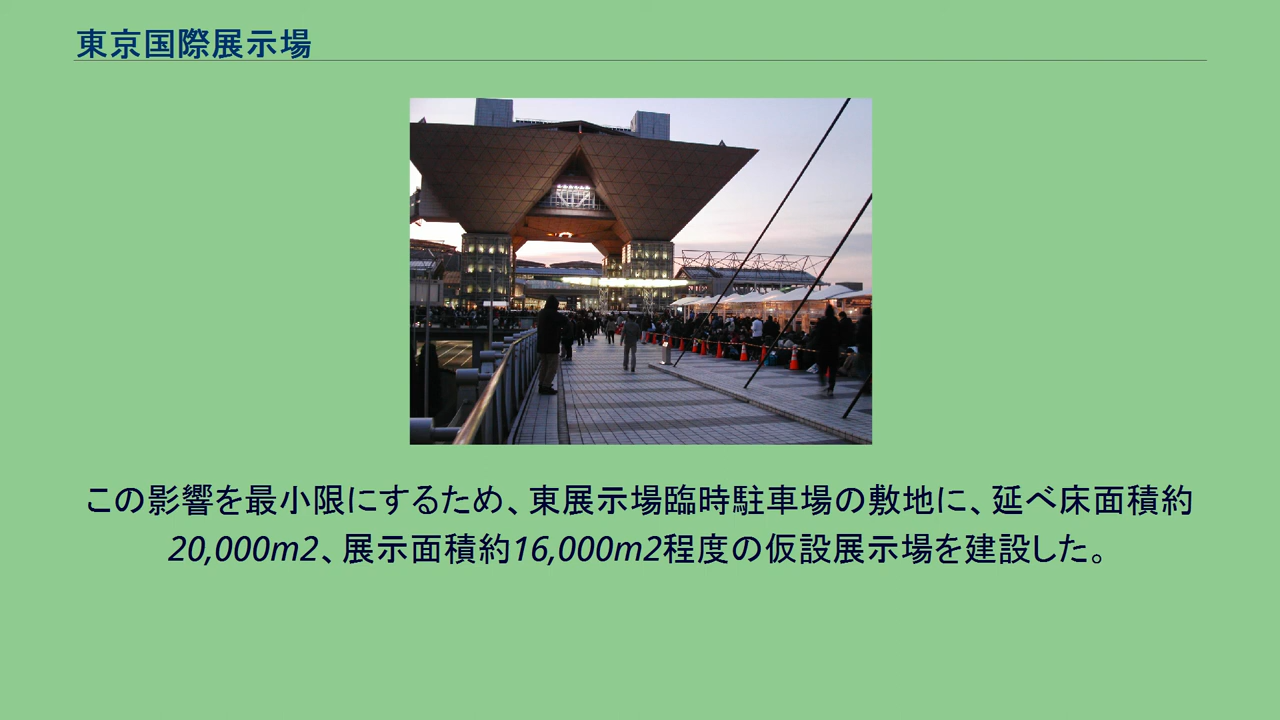 東京国際展示場
この影響を最小限にするため、東展示場臨時駐車場の敷地に、延べ床面積約
20,000m2、展示面積約16,000m2程度の仮設展示場を建設した。